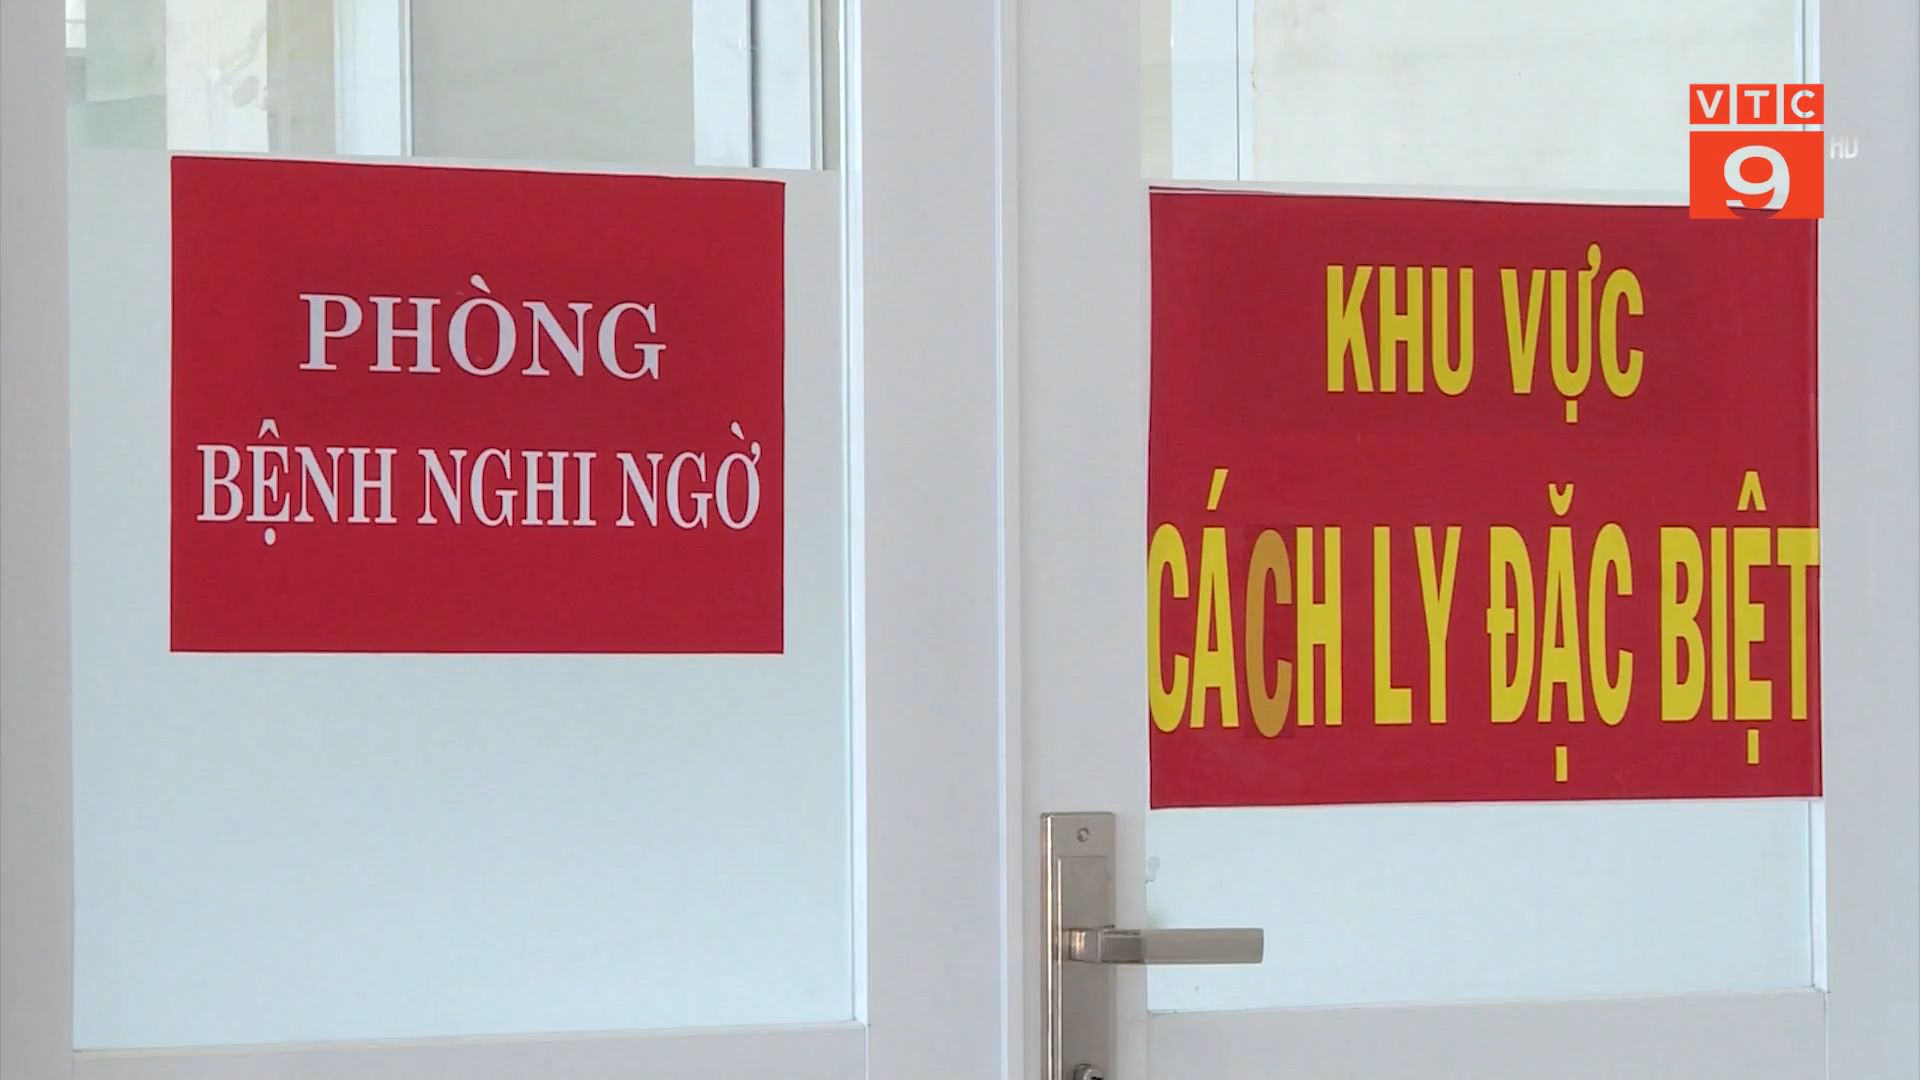 PHÒNG
BỆNH NGHI NGỜ
KHU VỰC
CÁCH LY ĐẶC BIỆT
VTC
9
HD